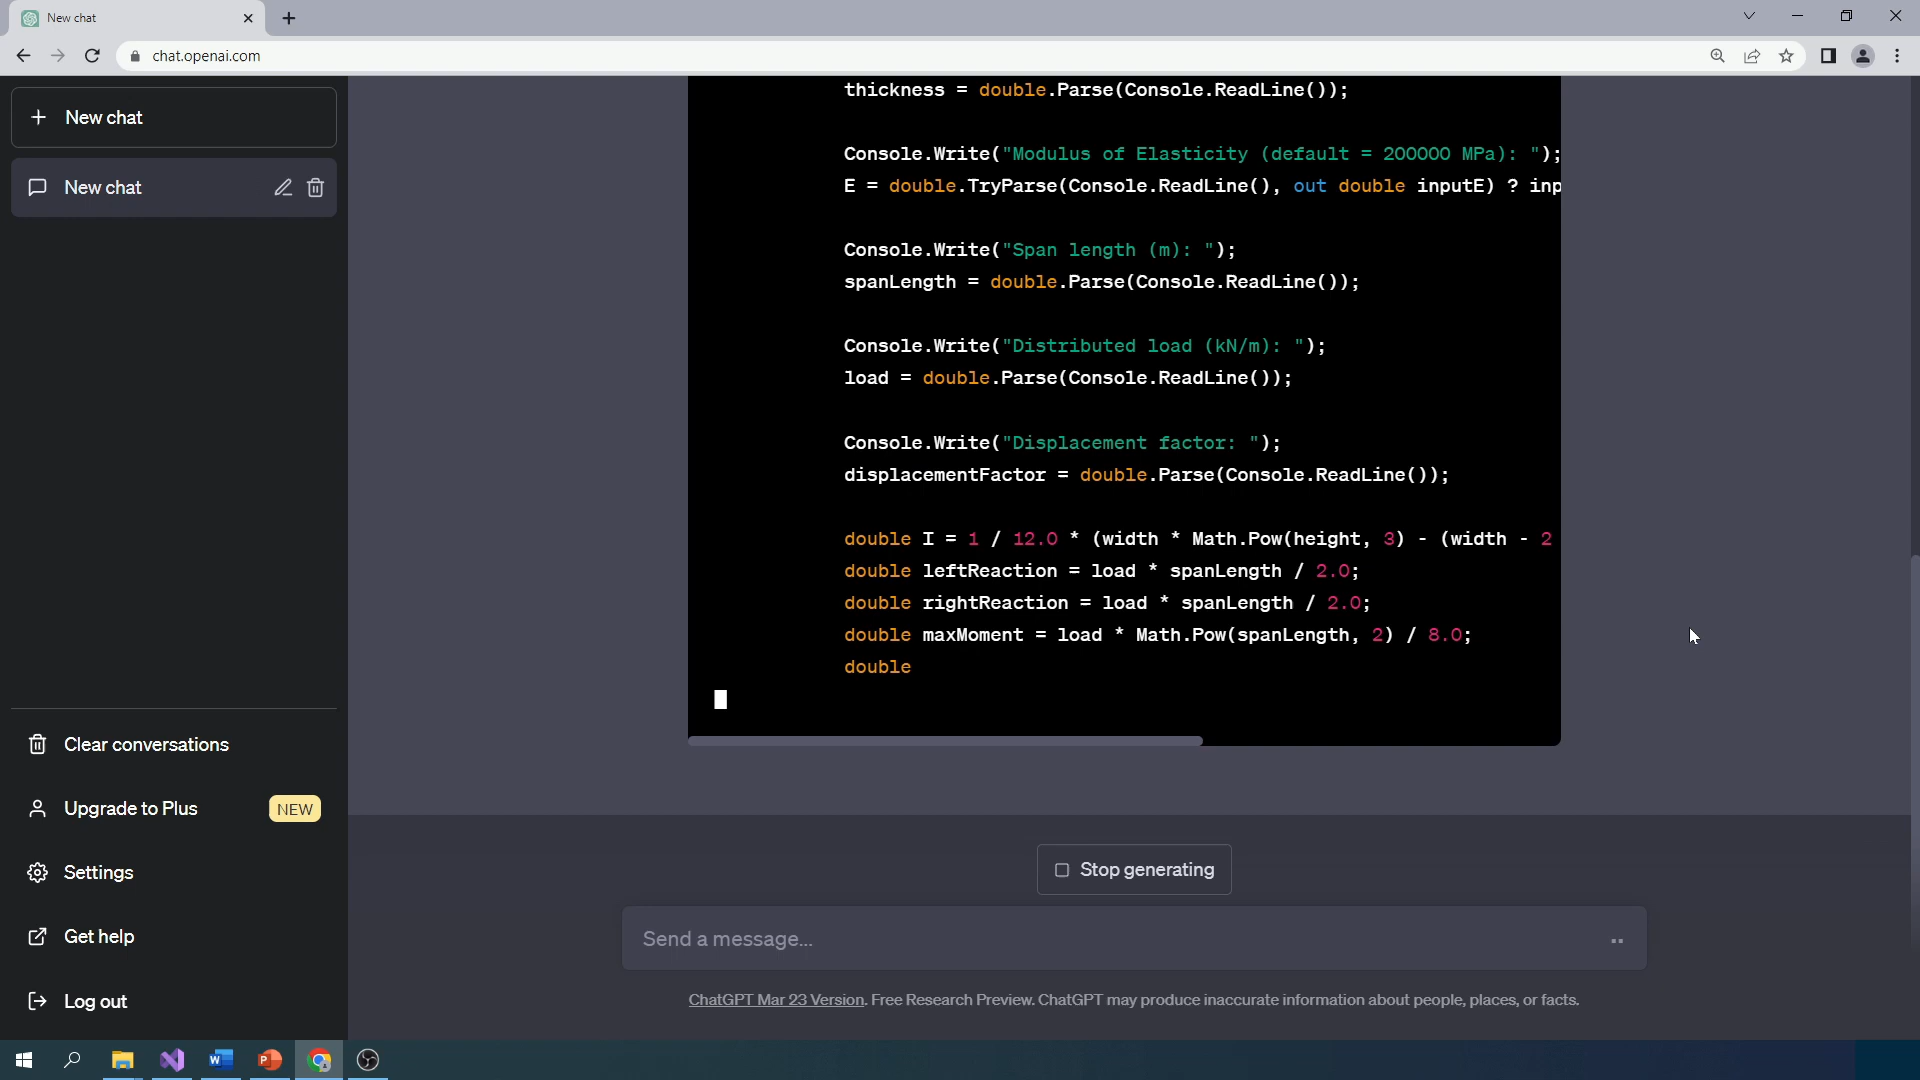 New chat
chat.openai.com
New chat
New chat
Clear conversations
Upgrade to Plus NEW
Settings
Get help
Log out
thickness = double.Parse(Console.ReadLine());
Console.Write("Modulus of Elasticity (default = 200000 MPa): ");
E = double.TryParse(Console.ReadLine(), out double inputE) ? inp
Console.Write("Span length (m): ");
spanLength = double.Parse(Console.ReadLine());
Console.Write("Distributed load (kN/m): ");
load = double.Parse(Console.ReadLine());
Console.Write("Displacement factor: ");
displacementFactor = double.Parse(Console.ReadLine());
double I = 1 / 12.0 * (width * Math.Pow(height, 3) - (width - 2
double leftReaction = load * spanLength / 2.0;
double rightReaction = load * spanLength / 2.0;
double maxMoment = load * Math.Pow(spanLength, 2) / 8.0;
double
Stop generating
Send a message...
ChatGPT Mar 23 Version. Free Research Preview. ChatGPT may produce inaccurate information about people, places, or facts.